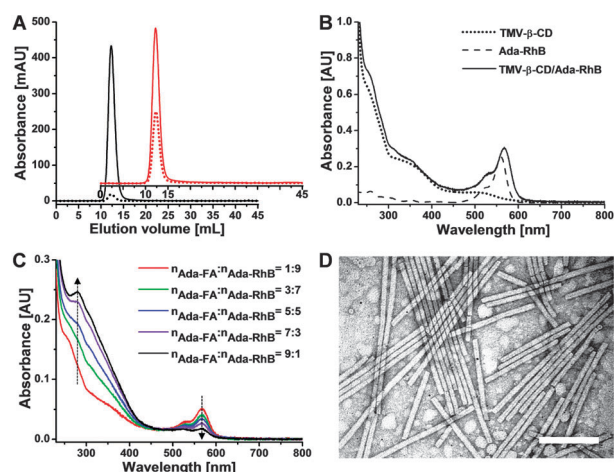 A
Absorbance [mAU]
500
400
300
200
100
0
0 10 12 15 45
0 5 10 15 20 25 30 35 40 45
Elution volume [mL]
B
Absorbance [AU]
1.0
0.8
0.6
0.4
0.2
0.0
TMV-β-CD
Ada-RhB
TMV-β-CD/Ada-RhB
300 400 500 600 700 800
Wavelength [nm]
C
Absorbance [AU]
0.3
0.2
0.1
0.0
nAda-FA:nAda-RhB= 1:9
nAda-FA:nAda-RhB= 3:7
nAda-FA:nAda-RhB= 5:5
nAda-FA:nAda-RhB= 7:3
nAda-FA:nAda-RhB= 9:1
300 400 500 600 700 800
Wavelength [nm]
D